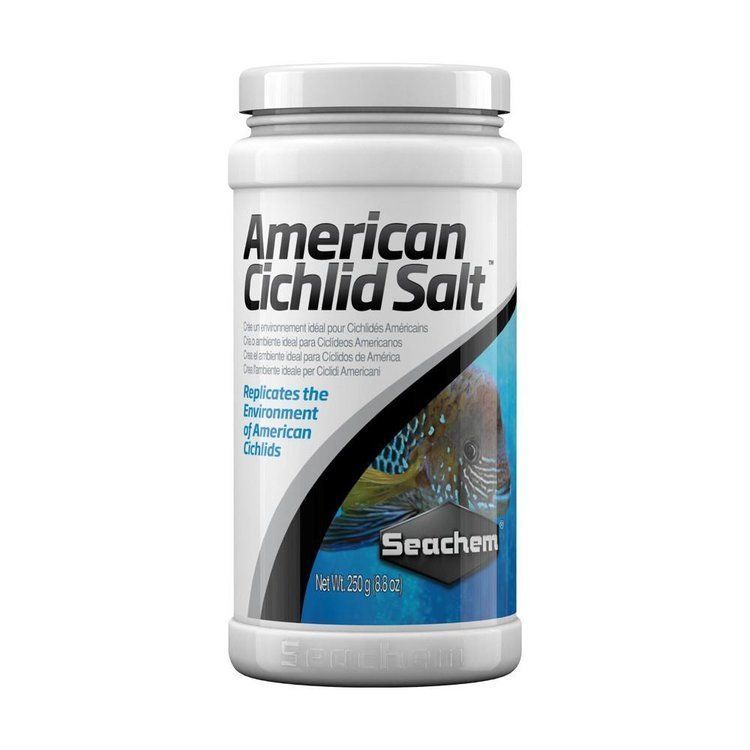 American
Cichlid Salt™
Crée un environnement idéal pour Cichlidés Américains
Cria o ambiente ideal para Ciclídeos Americanos
Crea el ambiente ideal para Cíclidos de América
Crea l'ambiente ideale per Ciclidi Americani
Replicates the
Environment
of American
Cichlids
Seachem®
Net Wt. 250 g (8.8 oz)
Seachem